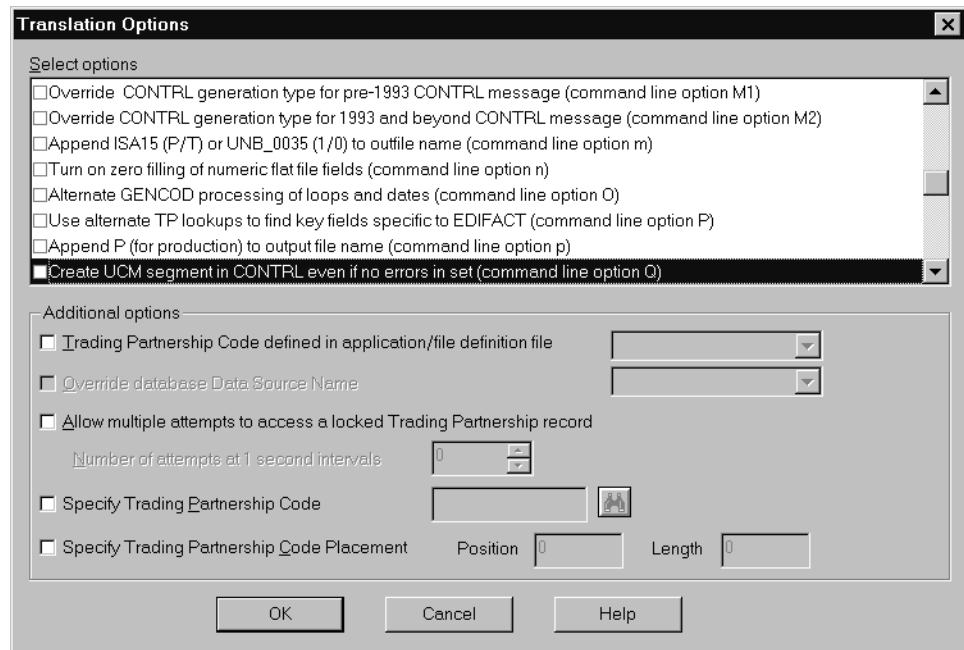 Translation Options
Select options
Override CONTRL generation type for pre-1993 CONTRL message (command line option M1)
Override CONTRL generation type for 1993 and beyond CONTRL message (command line option M2)
Append ISA15 (P/T) or UNB_0035 (1/0) to outfile name (command line option m)
Turn on zero filling of numeric flat file fields (command line option n)
Alternate GENCOD processing of loops and dates (command line option O)
Use alternate TP lookups to find key fields specific to EDIFACT (command line option P)
Append P (for production) to output file name (command line option p)
Create UCM segment in CONTRL even if no errors in set (command line option Q)
Additional options
Trading Partnership Code defined in application/file definition file
Override database Data Source Name
Allow multiple attempts to access a locked Trading Partnership record
Number of attempts at 1 second intervals 0
Specify Trading Partnership Code
Specify Trading Partnership Code Placement Position 0 Length 0
OK Cancel Help